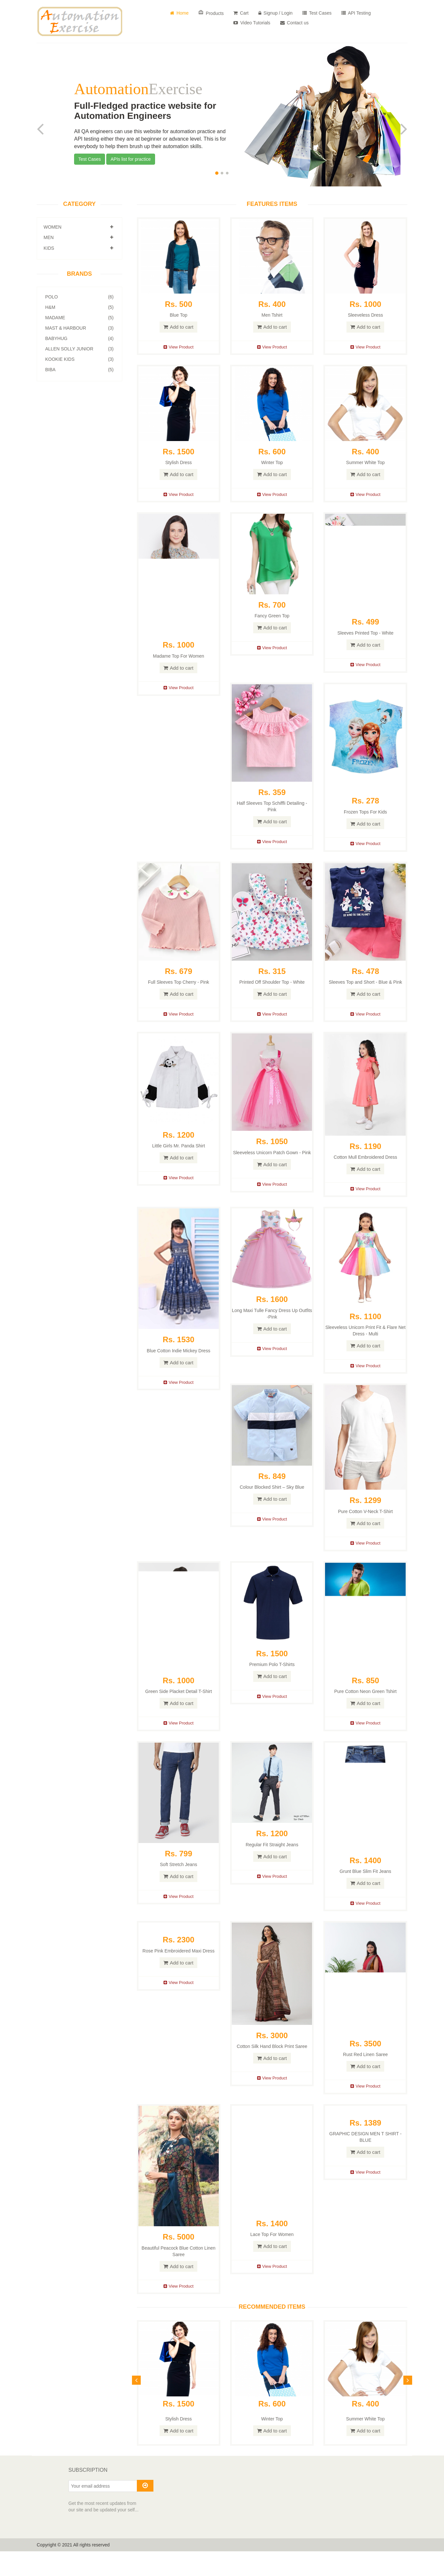 Automation
Exercise
Home
Products
Cart
Signup / Login
Test Cases
API Testing
Video Tutorials
Contact us
AutomationExercise
Full-Fledged practice website for
Automation Engineers
All QA engineers can use this website for automation practice and
API testing either they are at beginner or advance level. This is for
everybody to help them brush up their automation skills.
Test Cases
APIs list for practice
CATEGORY
WOMEN
MEN
KIDS
BRANDS
POLO (6)
H&M (5)
MADAME (5)
MAST & HARBOUR (3)
BABYHUG (4)
ALLEN SOLLY JUNIOR (3)
KOOKIE KIDS (3)
BIBA (5)
FEATURES ITEMS
Rs. 500
Blue Top
Add to cart
View Product
Rs. 400
Men Tshirt
Add to cart
View Product
Rs. 1000
Sleeveless Dress
Add to cart
View Product
Rs. 1500
Stylish Dress
Add to cart
View Product
Rs. 600
Winter Top
Add to cart
View Product
Rs. 400
Summer White Top
Add to cart
View Product
Rs. 1000
Madame Top For Women
Add to cart
View Product
Rs. 700
Fancy Green Top
Add to cart
View Product
Rs. 499
Sleeves Printed Top - White
Add to cart
View Product
Rs. 359
Half Sleeves Top Schiffli Detailing -
Pink
Add to cart
View Product
FROZEN
Rs. 278
Frozen Tops For Kids
Add to cart
View Product
Rs. 679
Full Sleeves Top Cherry - Pink
Add to cart
View Product
Rs. 315
Printed Off Shoulder Top - White
Add to cart
View Product
Rs. 478
Sleeves Top and Short - Blue & Pink
Add to cart
View Product
Rs. 1200
Little Girls Mr. Panda Shirt
Add to cart
View Product
Rs. 1050
Sleeveless Unicorn Patch Gown - Pink
Add to cart
View Product
Rs. 1190
Cotton Mull Embroidered Dress
Add to cart
View Product
Rs. 1530
Blue Cotton Indie Mickey Dress
Add to cart
View Product
Rs. 1600
Long Maxi Tulle Fancy Dress Up Outfits
-Pink
Add to cart
View Product
Rs. 1100
Sleeveless Unicorn Print Fit & Flare Net
Dress - Multi
Add to cart
View Product
Rs. 849
Colour Blocked Shirt – Sky Blue
Add to cart
View Product
Rs. 1299
Pure Cotton V-Neck T-Shirt
Add to cart
View Product
Rs. 1000
Green Side Placket Detail T-Shirt
Add to cart
View Product
Rs. 1500
Premium Polo T-Shirts
Add to cart
View Product
Rs. 850
Pure Cotton Neon Green Tshirt
Add to cart
View Product
Rs. 799
Soft Stretch Jeans
Add to cart
View Product
Rs. 1200
Regular Fit Straight Jeans
Add to cart
View Product
Rs. 1400
Grunt Blue Slim Fit Jeans
Add to cart
View Product
Rs. 2300
Rose Pink Embroidered Maxi Dress
Add to cart
View Product
Rs. 3000
Cotton Silk Hand Block Print Saree
Add to cart
View Product
Rs. 3500
Rust Red Linen Saree
Add to cart
View Product
Rs. 5000
Beautiful Peacock Blue Cotton Linen
Saree
Add to cart
View Product
Rs. 1400
Lace Top For Women
Add to cart
View Product
Rs. 1389
GRAPHIC DESIGN MEN T SHIRT -
BLUE
Add to cart
View Product
RECOMMENDED ITEMS
Rs. 1500
Stylish Dress
Add to cart
Rs. 600
Winter Top
Add to cart
Rs. 400
Summer White Top
Add to cart
SUBSCRIPTION
Your email address
Get the most recent updates from
our site and be updated your self...
Copyright © 2021 All rights reserved